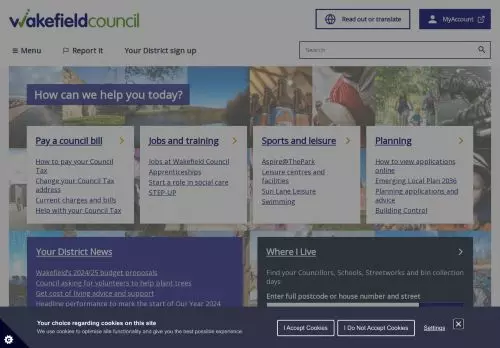 wakefieldcouncil
Read out or translate
MyAccount
Menu
Report it
Your District sign up
Search
How can we help you today?
Pay a council bill
How to pay your Council
Tax
Change your Council Tax
address
Current charges and bills
Help with your Council Tax
Jobs and training
Jobs at Wakefield Council
Apprenticeships
Start a role in social care
STEP-UP
Sports and leisure
Aspire@ThePark
Leisure centres and
facilities
Sun Lane Leisure
Swimming
Planning
How to view applications
online
Emerging Local Plan 2036
Planning applications and
advice
Building Control
Your District News
Wakefield's 2024/25 budget proposals
Council asking for volunteers to help plant trees
Get cost of living advice and support
Headline performance to mark the start of Our Year 2024
Where I Live
Find your Councillors, Schools, Streetworks and bin collection
days:
Enter full postcode or house number and street
Your choice regarding cookies on this site
We use cookies to optimise site functionality and give you the best possible experience.
I Accept Cookies
I Do Not Accept Cookies
Settings